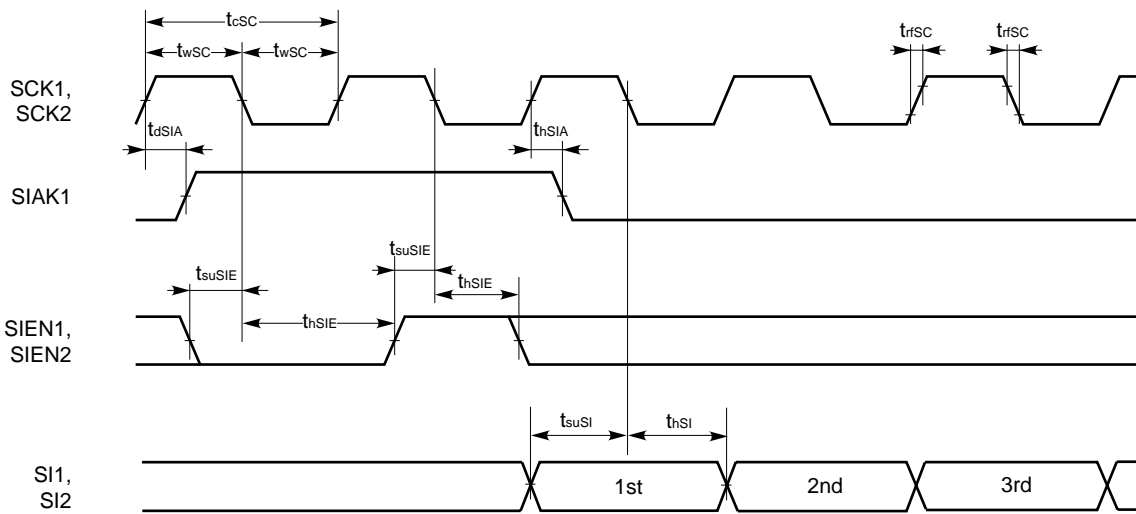 tcSC
twSC twSC trfSC trfSC
SCK1,
SCK2
tdSIA thSIA
SIAK1
tsuSIE
tsuSIE
thSIE
thSIE
SIEN1,
SIEN2
tsuSI thSI
SI1,
SI2
1st 2nd 3rd